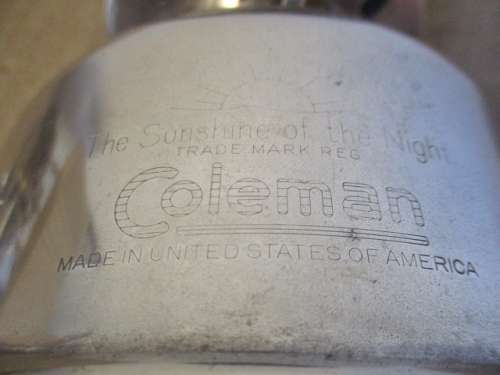 The Sunshine of the Night
TRADE MARK REG
Coleman
MADE IN UNITED STATES OF AMERICA